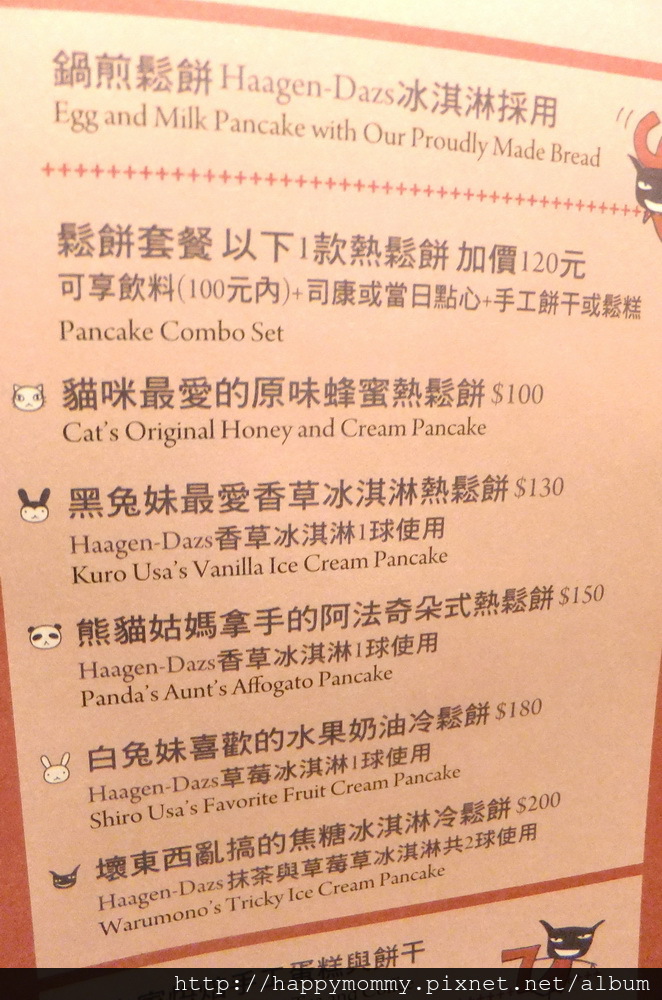 鍋煎鬆餅 Haagen-Dazs冰淇淋採用
Egg and Milk Pancake with Our Proudly Made Bread
鬆餅套餐 以下1款熱鬆餅 加價120元
可享飲料(100元內)+司康或當日點心+手工餅干或鬆糕
Pancake Combo Set
貓咪最愛的原味蜂蜜熱鬆餅 $100
Cat's Original Honey and Cream Pancake
黑兔妹最愛香草冰淇淋熱鬆餅 $130
Haagen-Dazs香草冰淇淋1球使用
Kuro Usa's Vanilla Ice Cream Pancake
熊貓姑媽拿手的阿法奇朵式熱鬆餅 $150
Haagen-Dazs香草冰淇淋1球使用
Panda's Aunt's Affogato Pancake
白兔妹喜歡的水果奶油冷鬆餅 $180
Haagen-Dazs草莓冰淇淋1球使用
Shiro Usa's Favorite Fruit Cream Pancake
壞東西亂搞的焦糖冰淇淋冷鬆餅 $200
Haagen-Dazs抹茶與草莓草冰淇淋共2球使用
Warumono's Tricky Ice Cream Pancake
蛋糕與餅干
http://happymommy.pixnet.net/album